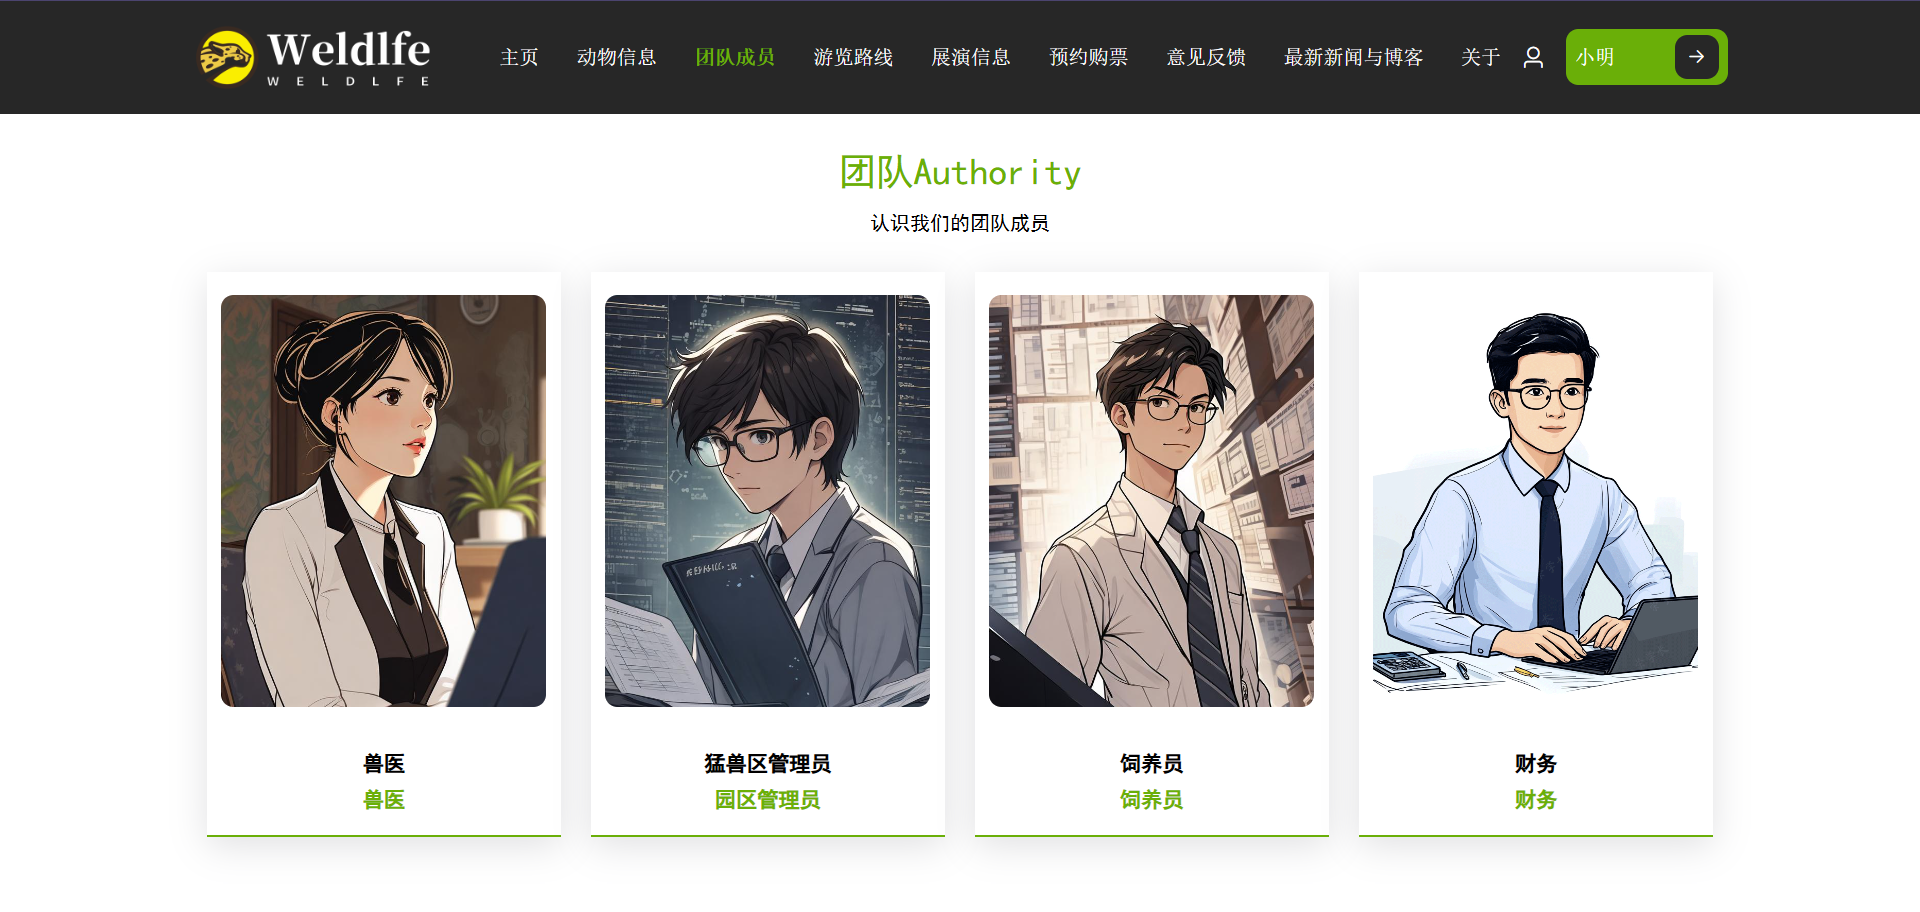 Weldlfe
WELDLFE
主页 动物信息 团队成员 游览路线 展演信息 预约购票 意见反馈 最新新闻与博客 关于 小明
团队Authority
认识我们的团队成员
兽医
兽医
猛兽区管理员
园区管理员
饲养员
饲养员
财务
财务